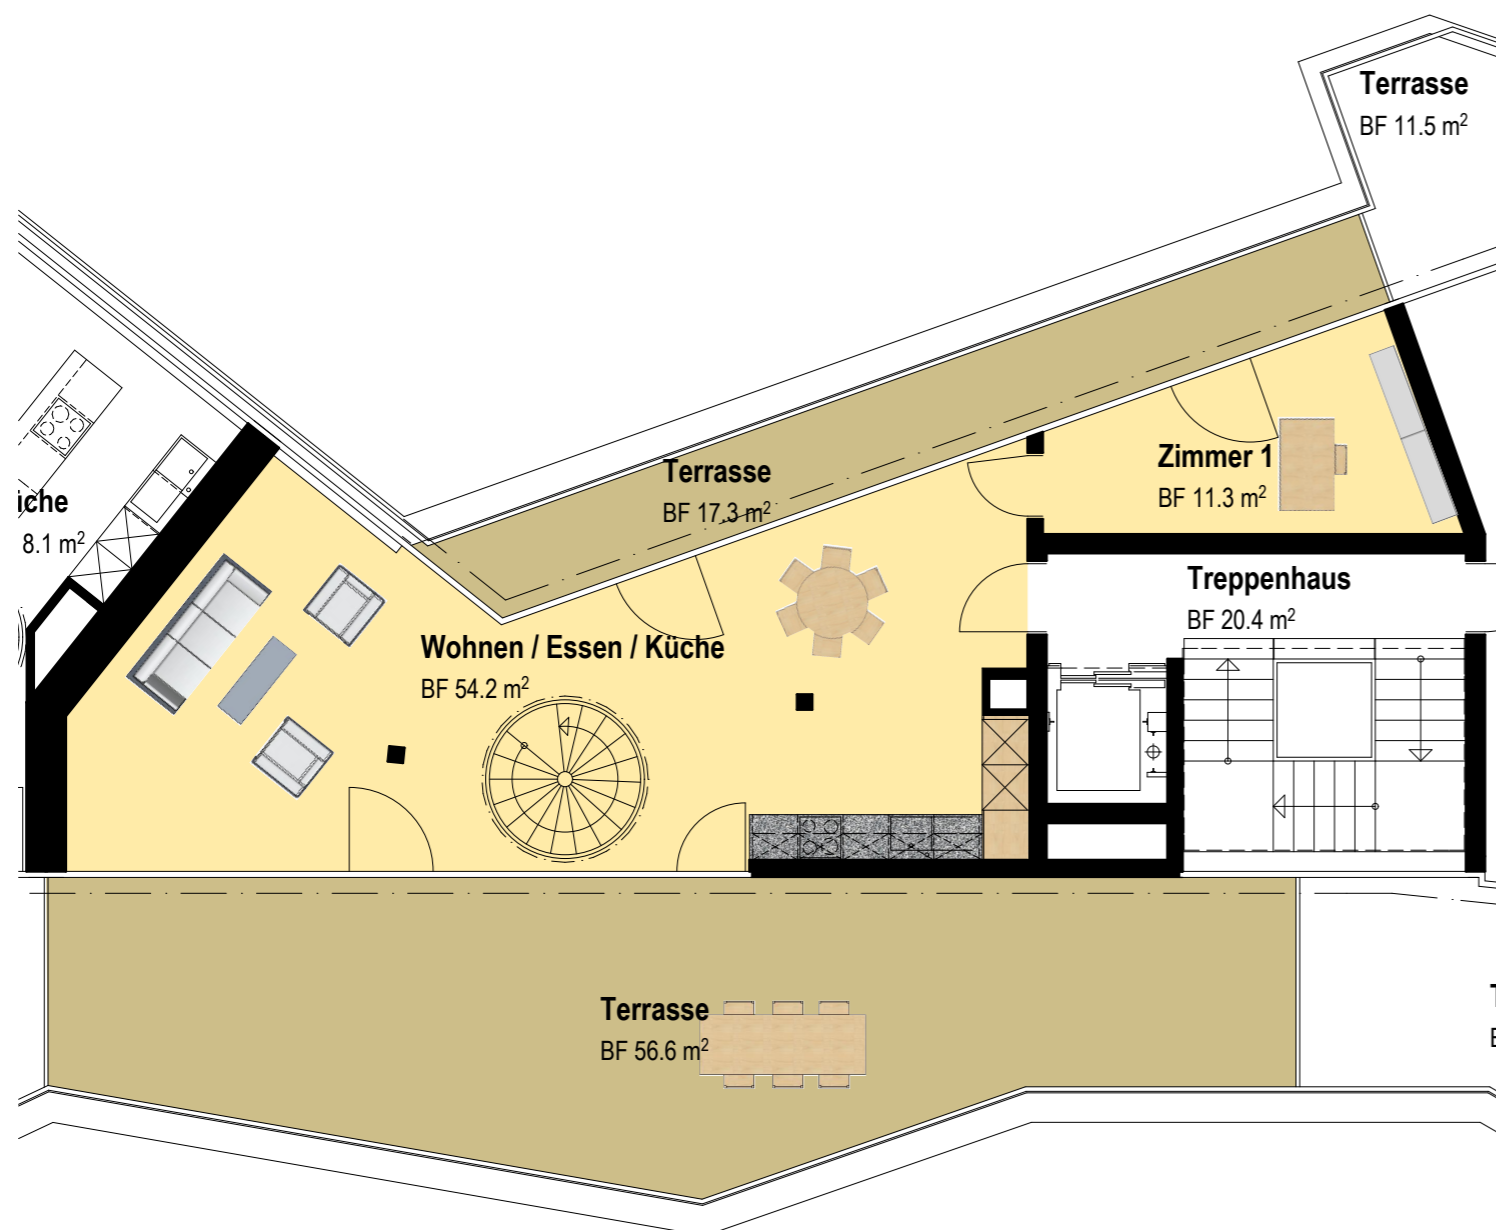 Terrasse
BF 11.5 m²
Terrasse
BF 17.3 m²
Zimmer 1
BF 11.3 m²
üche
8.1 m²
Treppenhaus
BF 20.4 m²
Wohnen / Essen / Küche
BF 54.2 m²
Terrasse
BF 56.6 m²